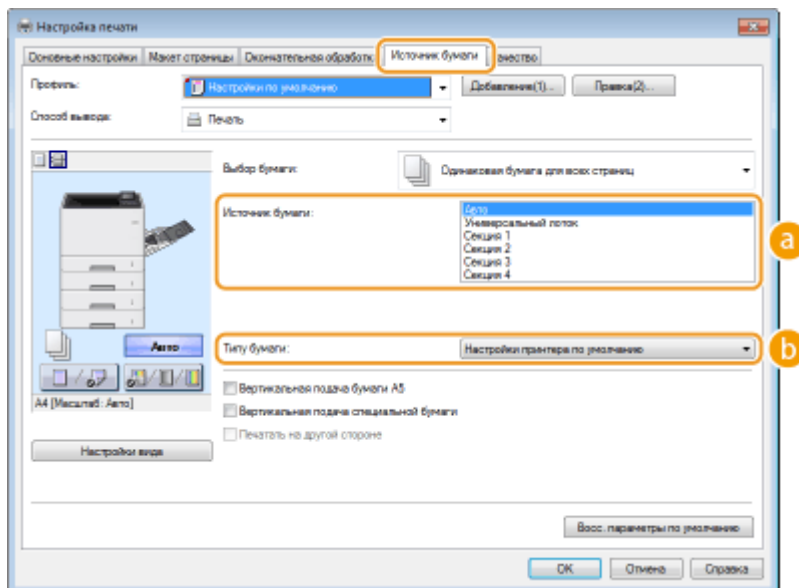 Настройка печати
Основные настройки Макет страницы Окончательная обработк Источник бумаги ачество
Профиль: Настройки по умолчанию Добавление(1)... Правка(2)...
Способ вывода: Печать
Выбор бумаги: Одинаковая бумага для всех страниц
Источник бумаги: Авто
Универсальный лоток
Секция 1
Секция 2
Секция 3
Секция 4
a
Авто
Типу бумаги: Настройки принтера по умолчанию
b
A4 [Масштаб: Авто]
Вертикальная подача бумаги A5
Вертикальная подача специальной бумаги
Печатать на другой стороне
Настройки вида
Восс. параметры по умолчанию
OK Отмена Справка